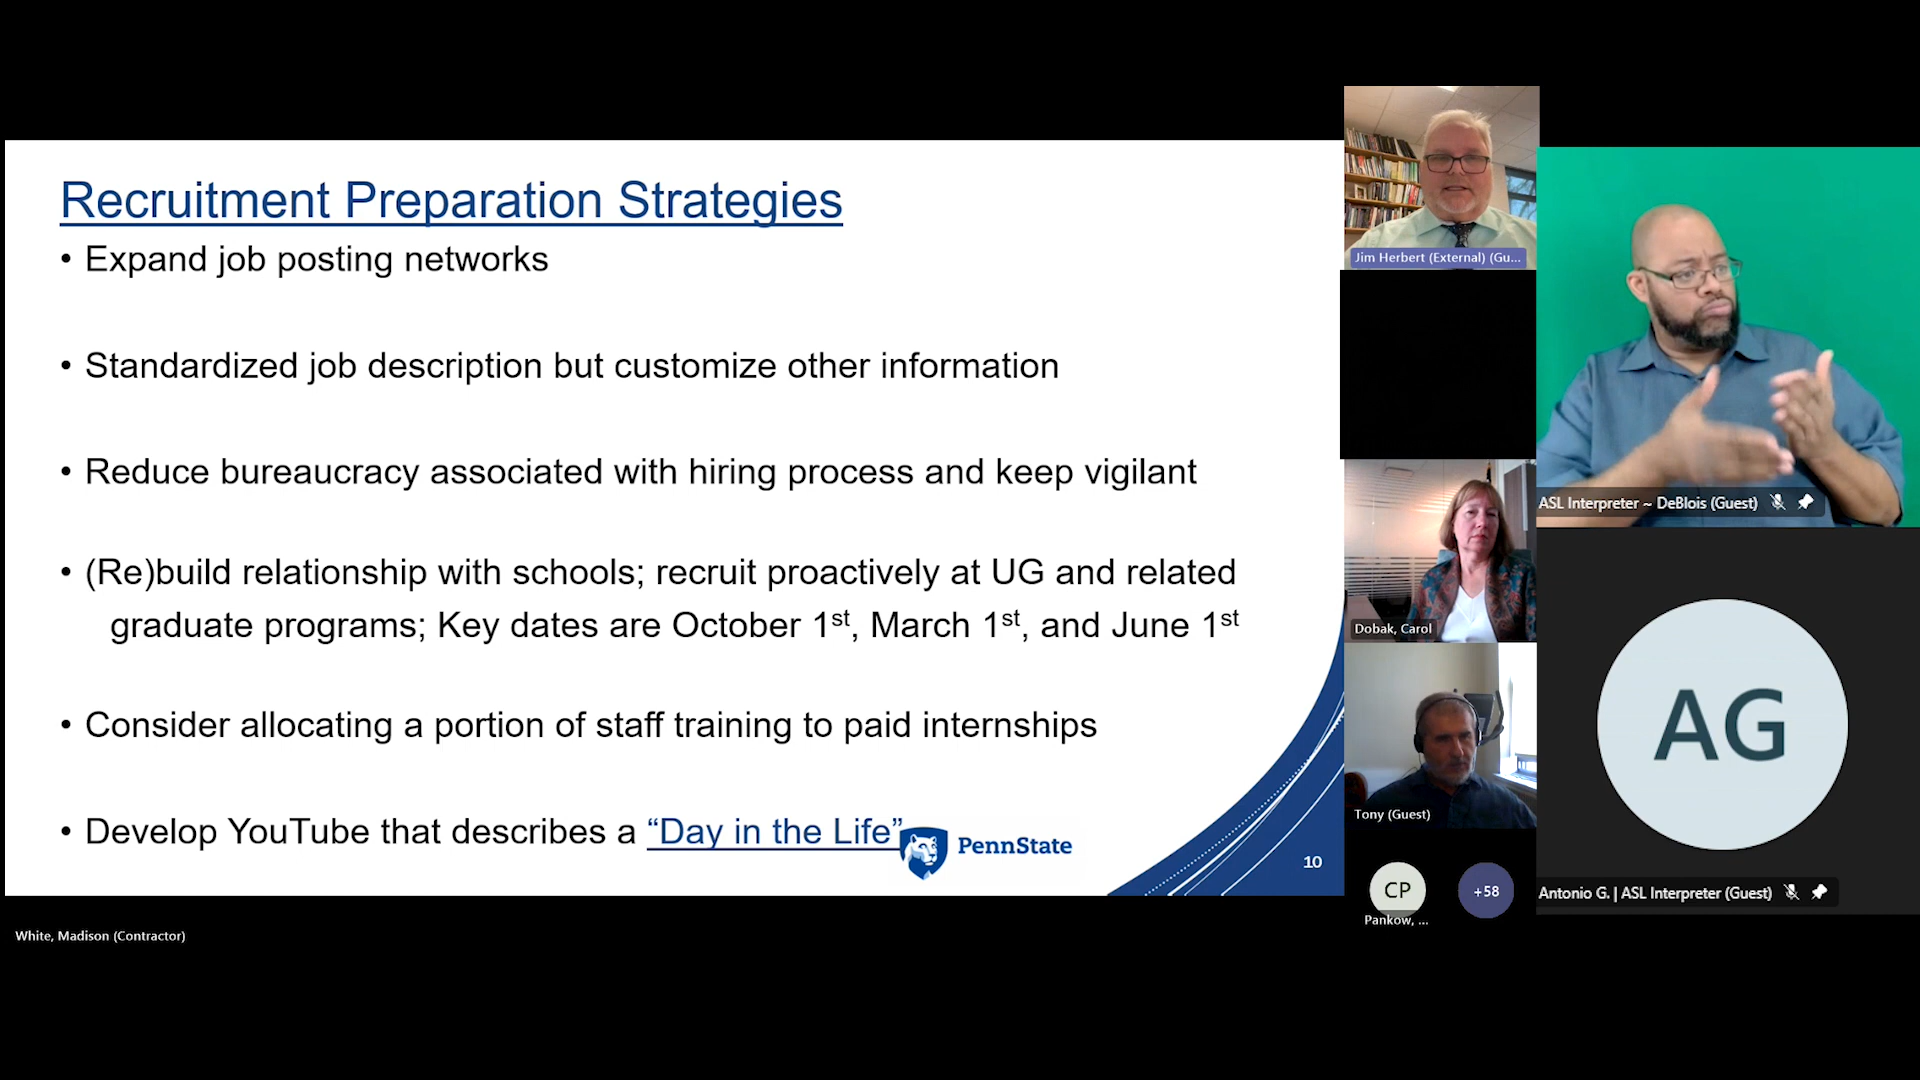 Recruitment Preparation Strategies
• Expand job posting networks
• Standardized job description but customize other information
• Reduce bureaucracy associated with hiring process and keep vigilant
• (Re)build relationship with schools; recruit proactively at UG and related
graduate programs; Key dates are October 1st, March 1st, and June 1st
• Consider allocating a portion of staff training to paid internships
• Develop YouTube that describes a “Day in the Life”
PennState
10
White, Madison (Contractor)
Jim Herbert (External) (Gu...
Dobak, Carol
Tony (Guest)
CP
+58
Pankow, ...
ASL Interpreter ~ DeBlois (Guest)
AG
Antonio G. | ASL Interpreter (Guest)